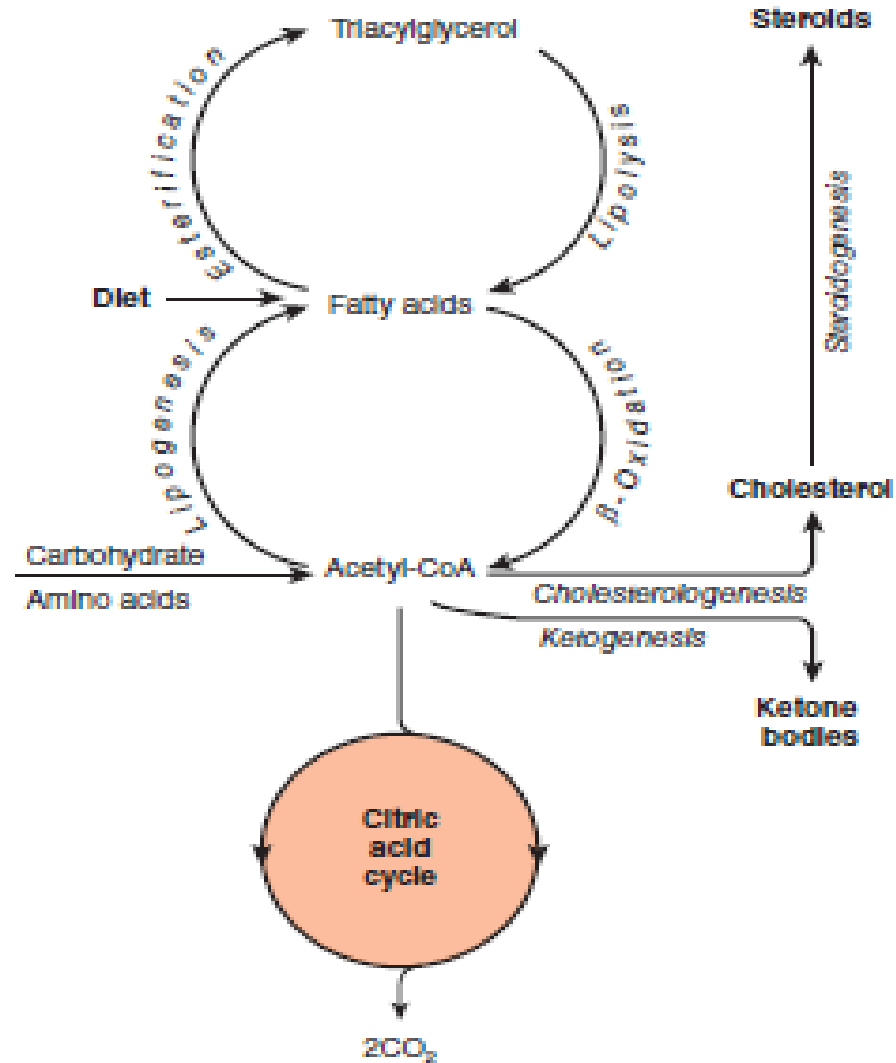 Triacylglycerol
Steroids
Esterification
Lipolysis
Steroidogenesis
Diet
Fatty acids
Lipogenesis
β-Oxidation
Cholesterol
Carbohydrate
Acetyl-CoA
Amino acids
Cholesterologenesis
Ketogenesis
Ketone
bodies
Citric
acid
cycle
2CO₂